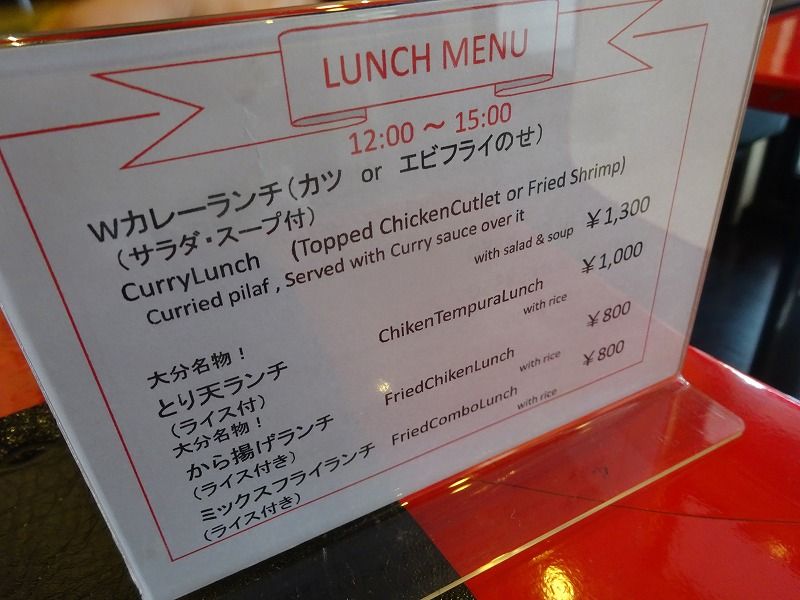 LUNCH MENU
12:00 ～ 15:00
Wカレーランチ(カツ or エビフライのせ)
(サラダ・スープ付)
CurryLunch (Topped ChickenCutlet or Fried Shrimp)
Curried pilaf , Served with Curry sauce over it
with salad & soup ￥1,300
大分名物！
とり天ランチ ChikenTempuraLunch ￥1,000
(ライス付) with rice
大分名物！
から揚げランチ FriedChikenLunch with rice ￥800
(ライス付き)
ミックスフライランチ FriedComboLunch with rice ￥800
(ライス付き)